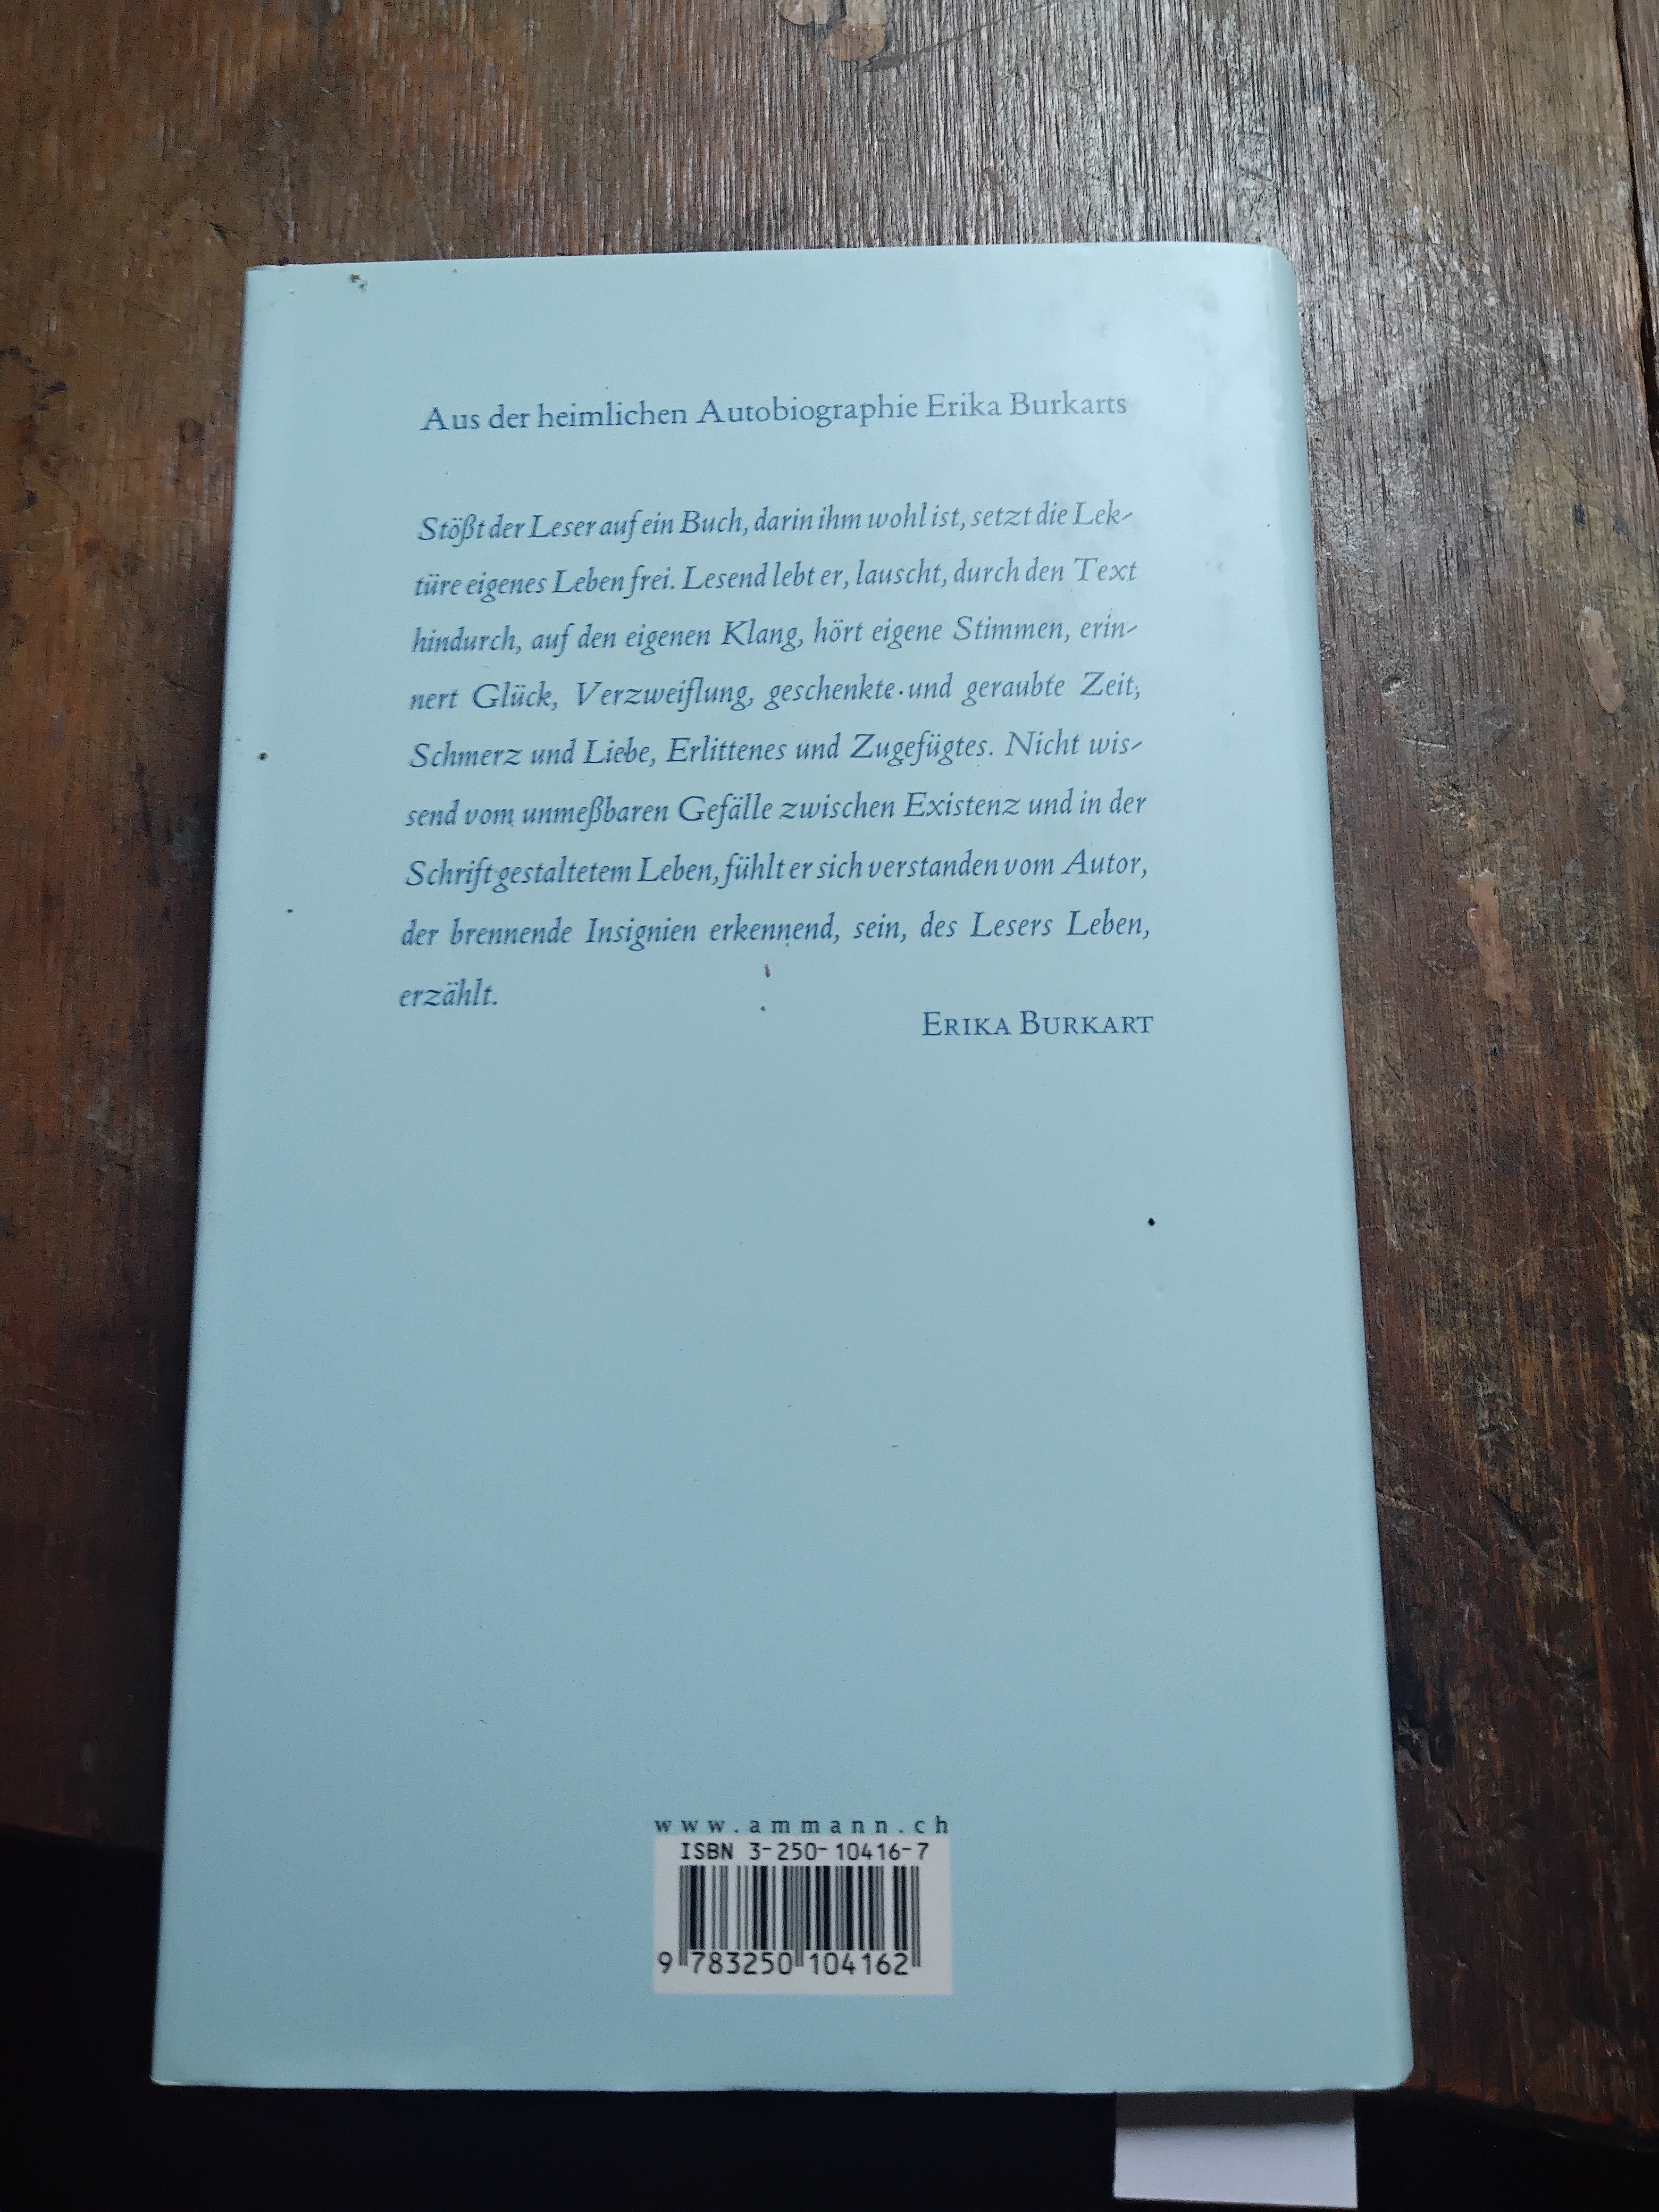 Aus der heimlichen Autobiographie Erika Burkarts
Stößt der Leser auf ein Buch, darin ihm wohl ist, setzt die Lek-
türe eigenes Leben frei. Lesend lebt er, lauscht, durch den Text
hindurch, auf den eigenen Klang, hört eigene Stimmen, erin-
nert Glück, Verzweiflung, geschenkte und geraubte Zeit,
Schmerz und Liebe, Erlittenes und Zugefügtes. Nicht wis-
send vom unmeßbaren Gefälle zwischen Existenz und in der
Schrift gestaltetem Leben, fühlt er sich verstanden vom Autor,
der brennende Insignien erkennend, sein, des Lesers Leben,
erzählt.
ERIKA BURKART
www.ammann.ch
ISBN 3-250-10416-7
9 783250 104162